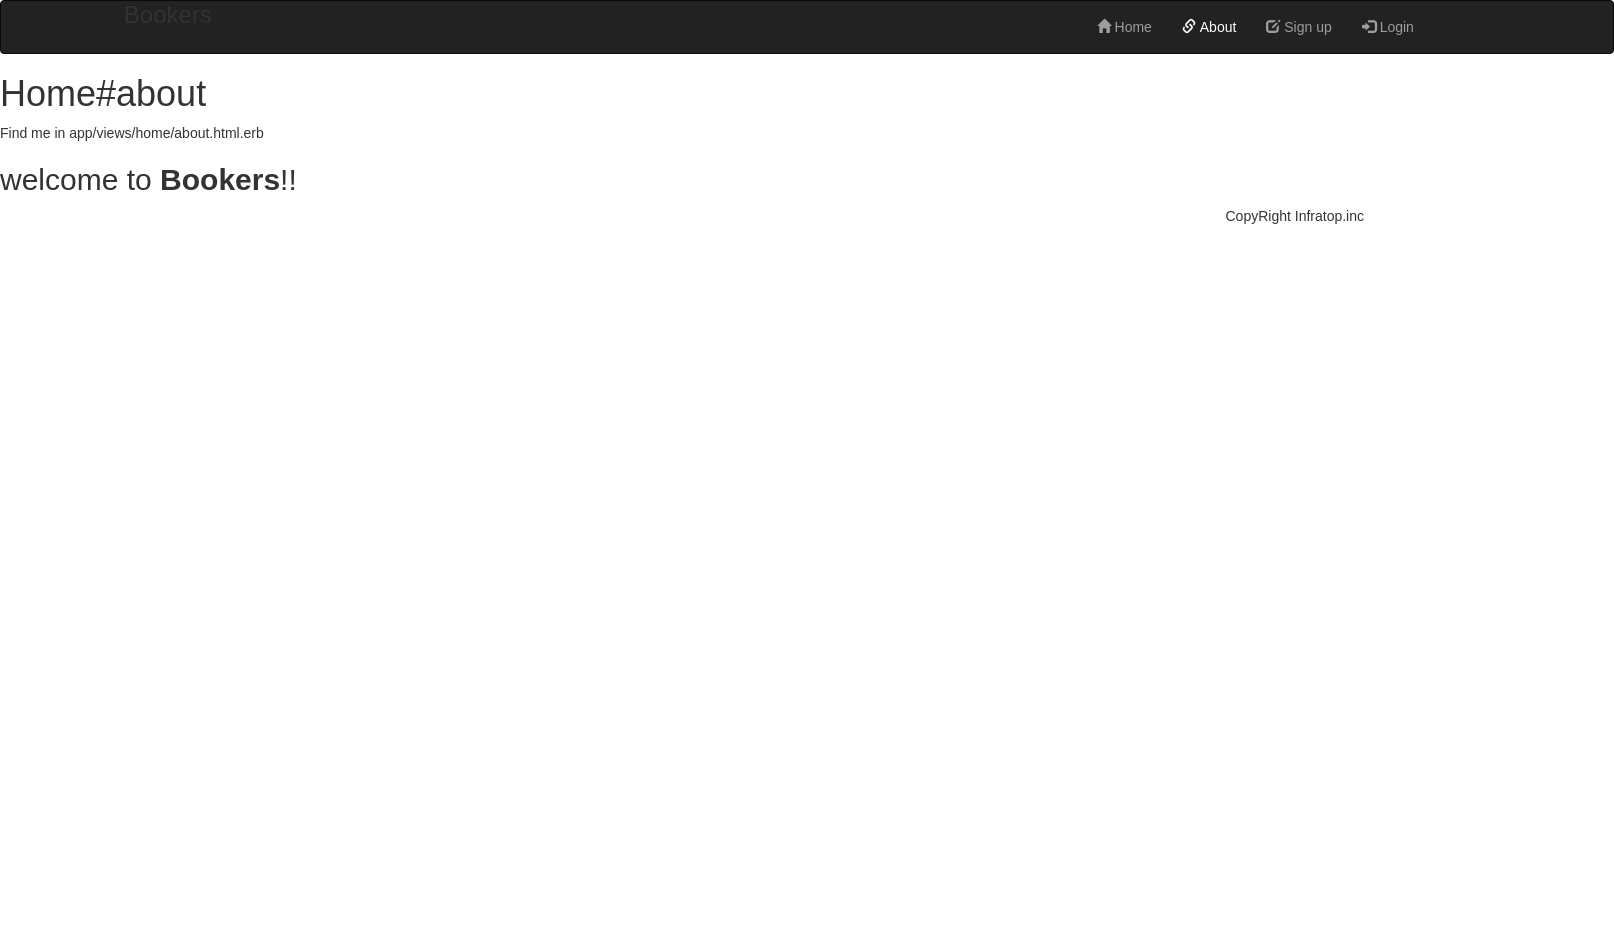 Bookers
Home About Sign up Login
Home#about
Find me in app/views/home/about.html.erb
welcome to Bookers!!
CopyRight Infratop.inc